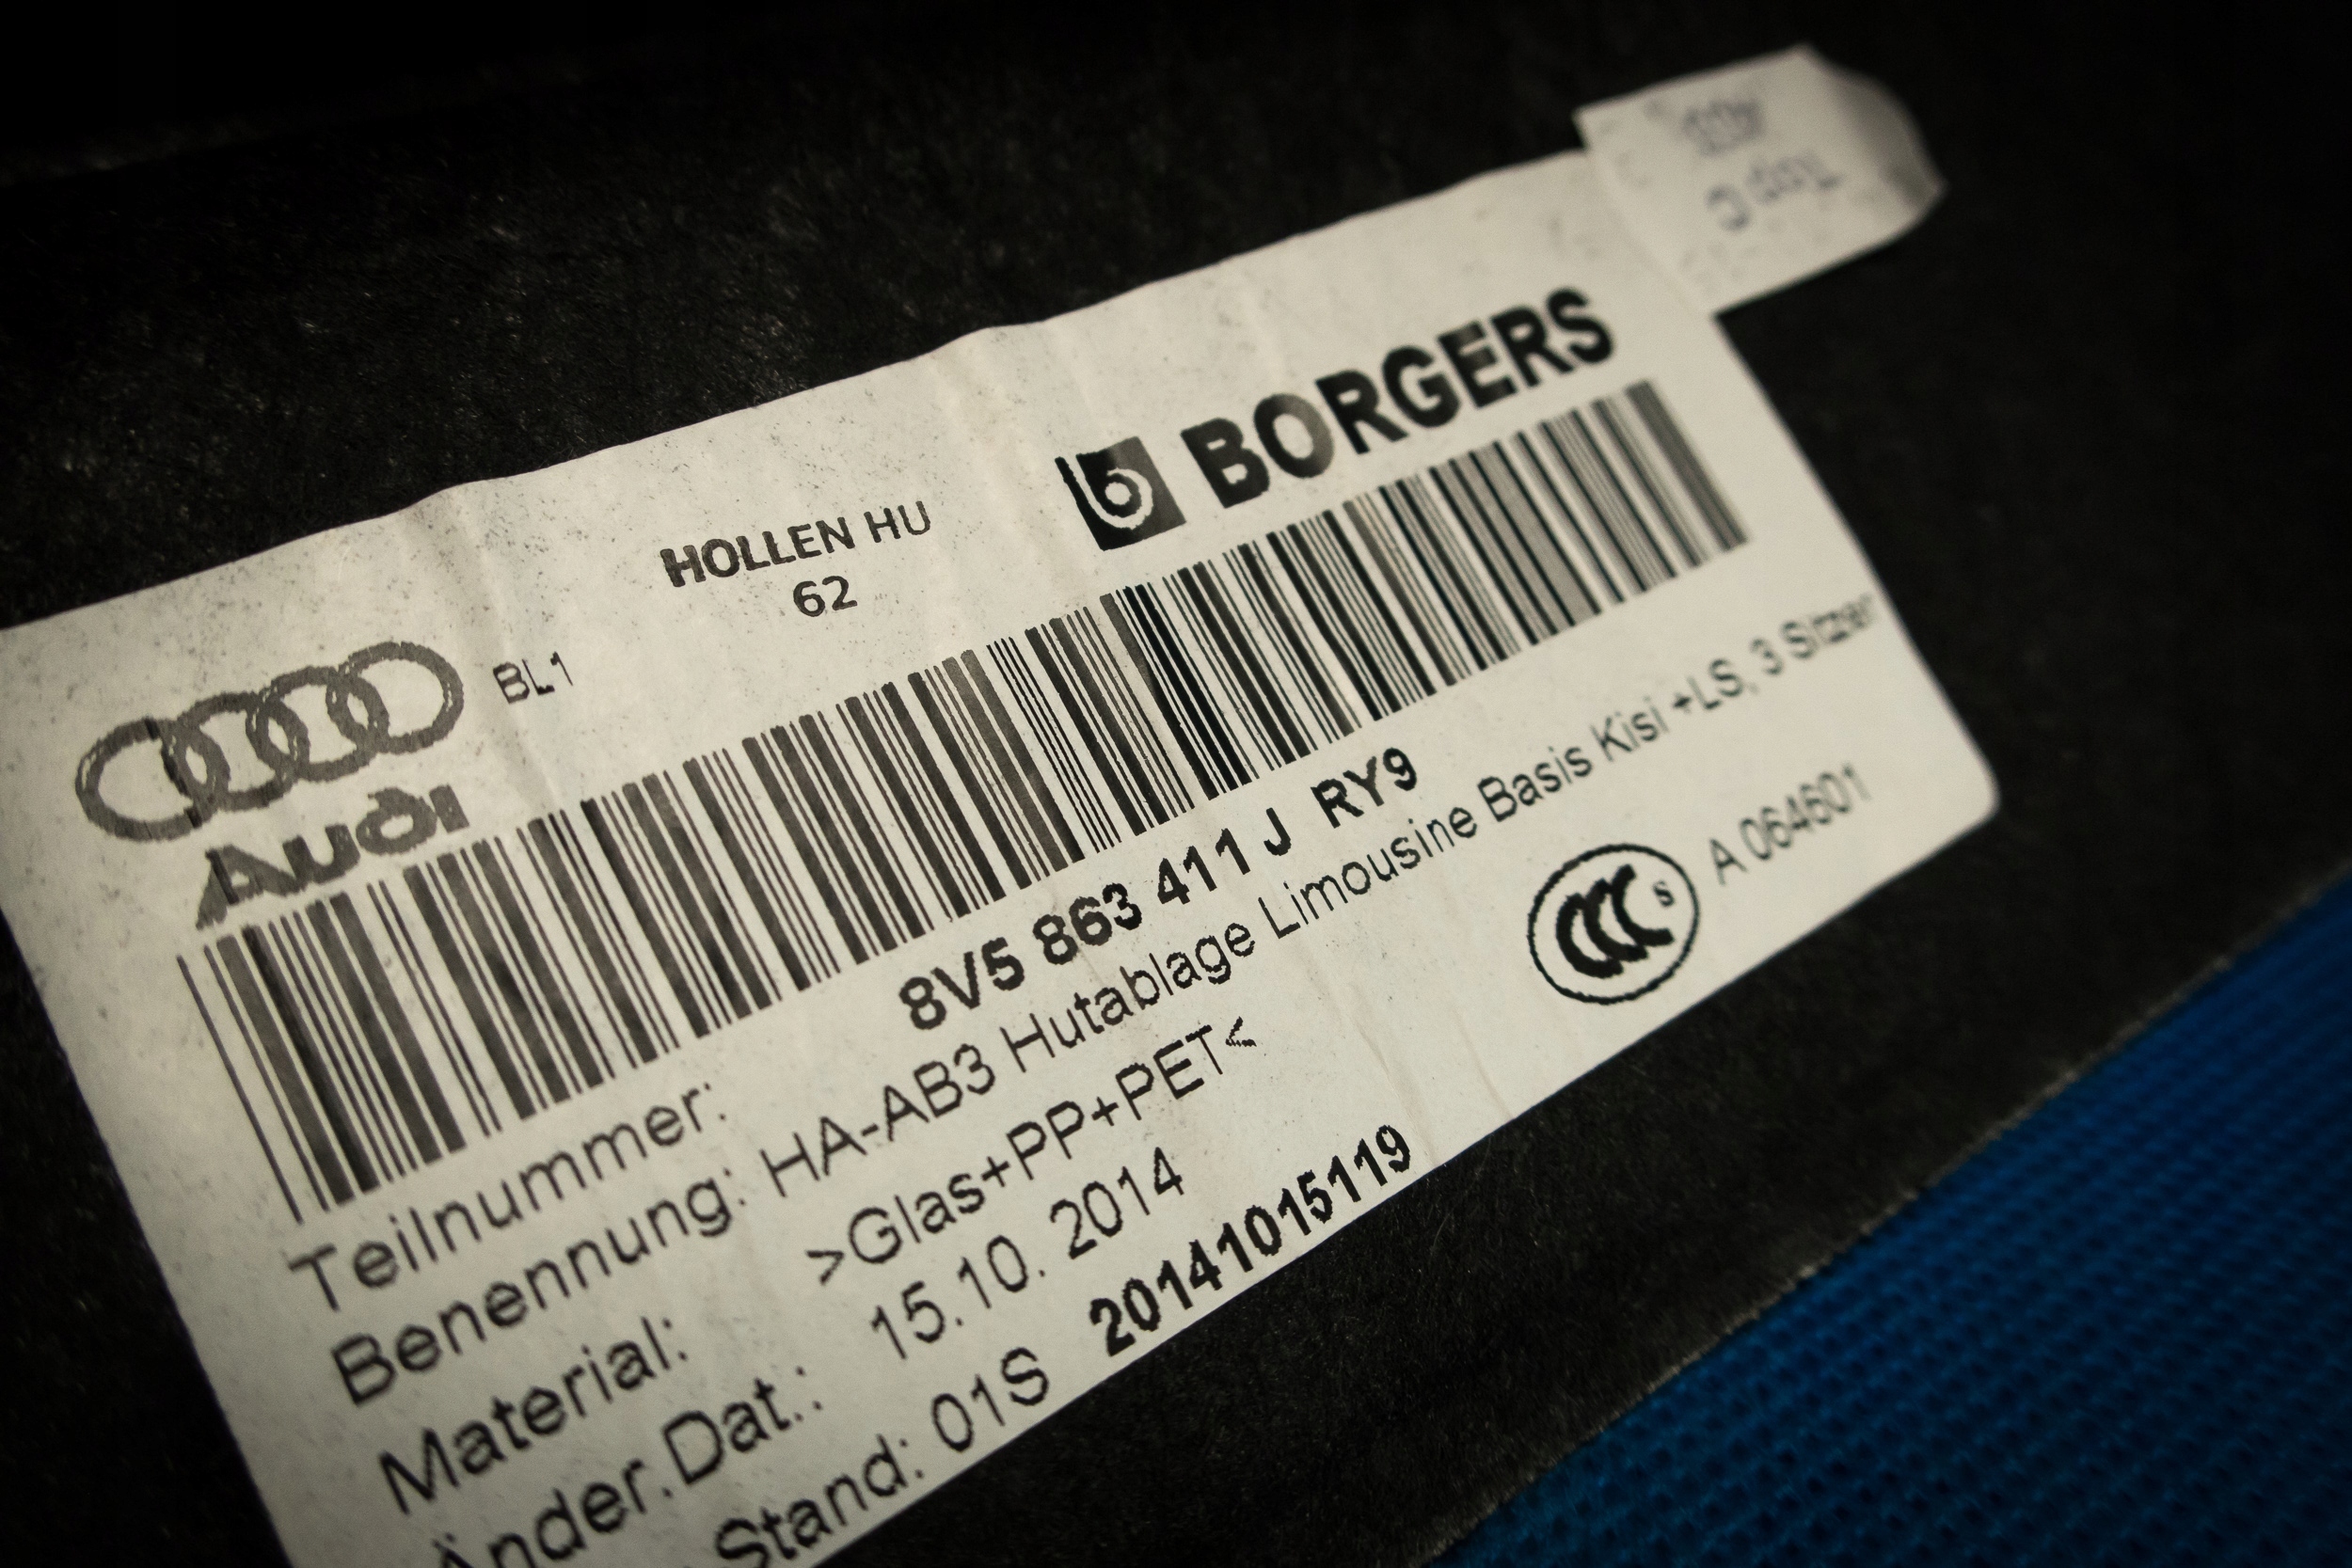 BORGERS
HOLLEN HU
62
BL1
Audi
8V5 863 411 J RY9
Teilnummer:
Benennung: HA-AB3 Hutablage Limousine Basis Kisi +LS, 3 Sitzer
Material: >Glas+PP+PET<
Änder.Dat.: 15.10. 2014
Stand: 01S 20141015119
CCC S A 064601